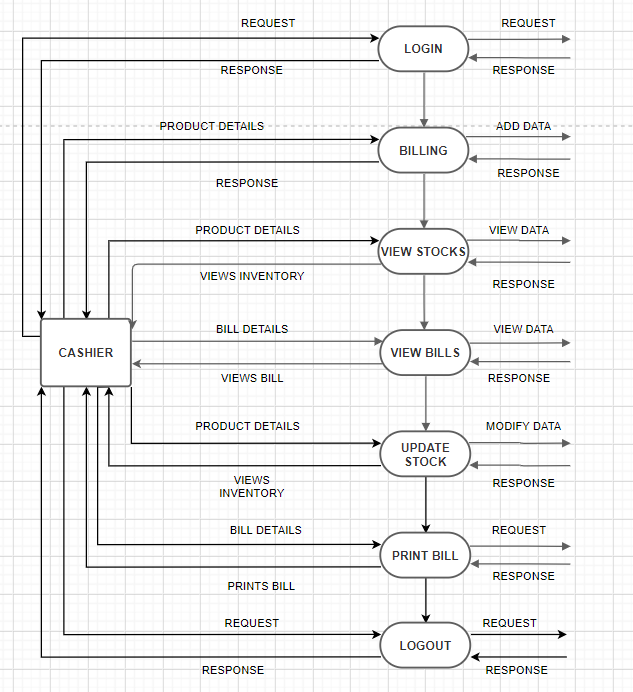 REQUEST
REQUEST
LOGIN
RESPONSE
RESPONSE
PRODUCT DETAILS
ADD DATA
BILLING
RESPONSE
RESPONSE
PRODUCT DETAILS
VIEW DATA
VIEW STOCKS
VIEWS INVENTORY
RESPONSE
BILL DETAILS
VIEW DATA
CASHIER
VIEW BILLS
VIEWS BILL
RESPONSE
PRODUCT DETAILS
MODIFY DATA
UPDATE
STOCK
VIEWS
INVENTORY
RESPONSE
BILL DETAILS
REQUEST
PRINT BILL
PRINTS BILL
RESPONSE
REQUEST
REQUEST
LOGOUT
RESPONSE
RESPONSE